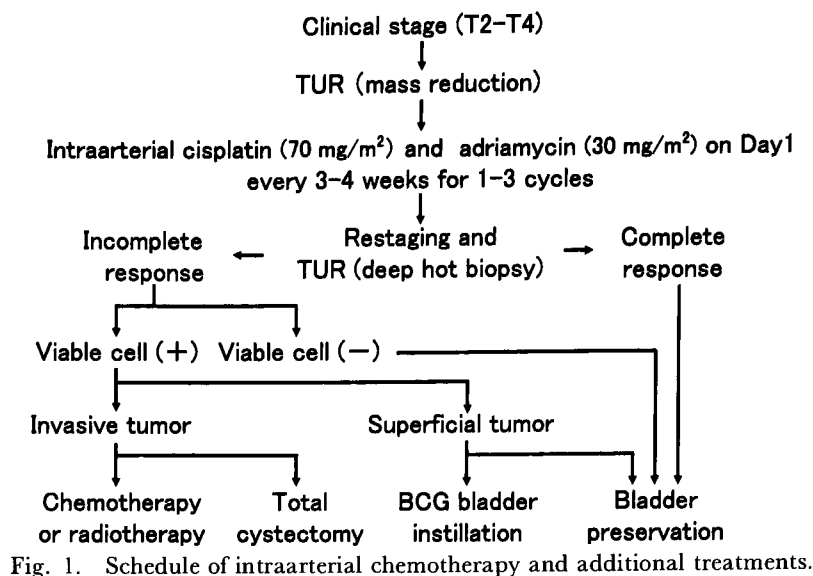 Clinical stage (T2-T4)
TUR (mass reduction)
Intraarterial cisplatin (70 mg/m²) and adriamycin (30 mg/m²) on Day1
every 3-4 weeks for 1-3 cycles
Incomplete
response
Restaging and
TUR (deep hot biopsy)
Complete
response
Viable cell (+) Viable cell (−)
Invasive tumor
Superficial tumor
Chemotherapy
or radiotherapy
Total
cystectomy
BCG bladder
instillation
Bladder
preservation
Fig. 1. Schedule of intraarterial chemotherapy and additional treatments.